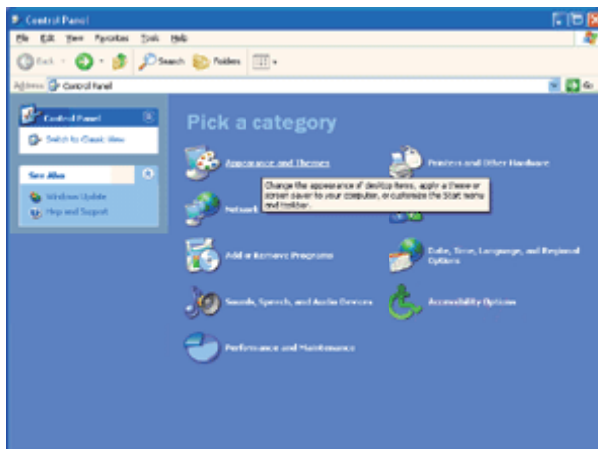 Control Panel
File Edit View Favorites Tools Help
Back Search Folders
Address Control Panel Go
Control Panel
Switch to Classic View
See Also
Windows Update
Help and Support
Pick a category
Appearance and Themes
Printers and Other Hardware
Change the appearance of desktop items, apply a theme or
screen saver to your computer, or customize the Start menu
and taskbar.
Network
Add or Remove Programs
Date, Time, Language, and Regional
Options
Sounds, Speech, and Audio Devices
Accessibility Options
Performance and Maintenance